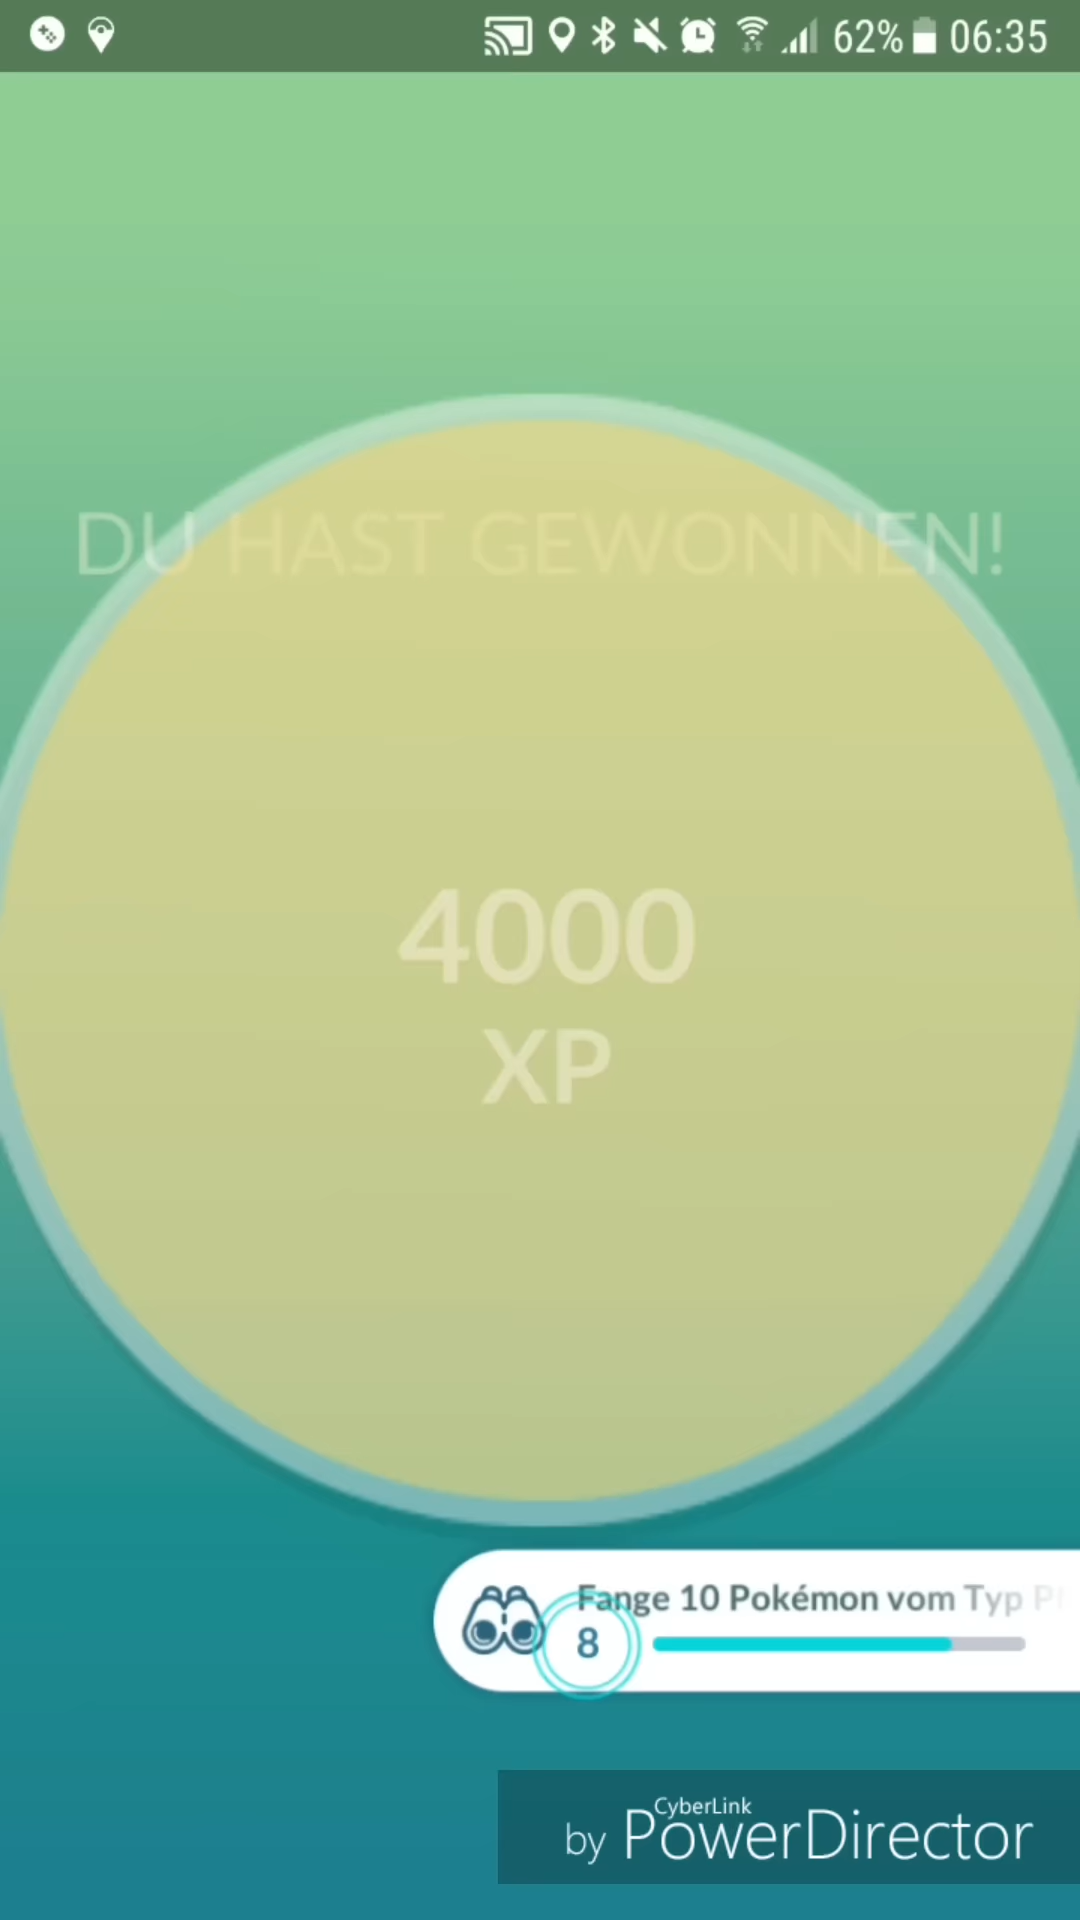 62% 06:35
DU HAST GEWONNEN!
4000
XP
Fange 10 Pokémon vom Typ
8
CyberLink
by PowerDirector